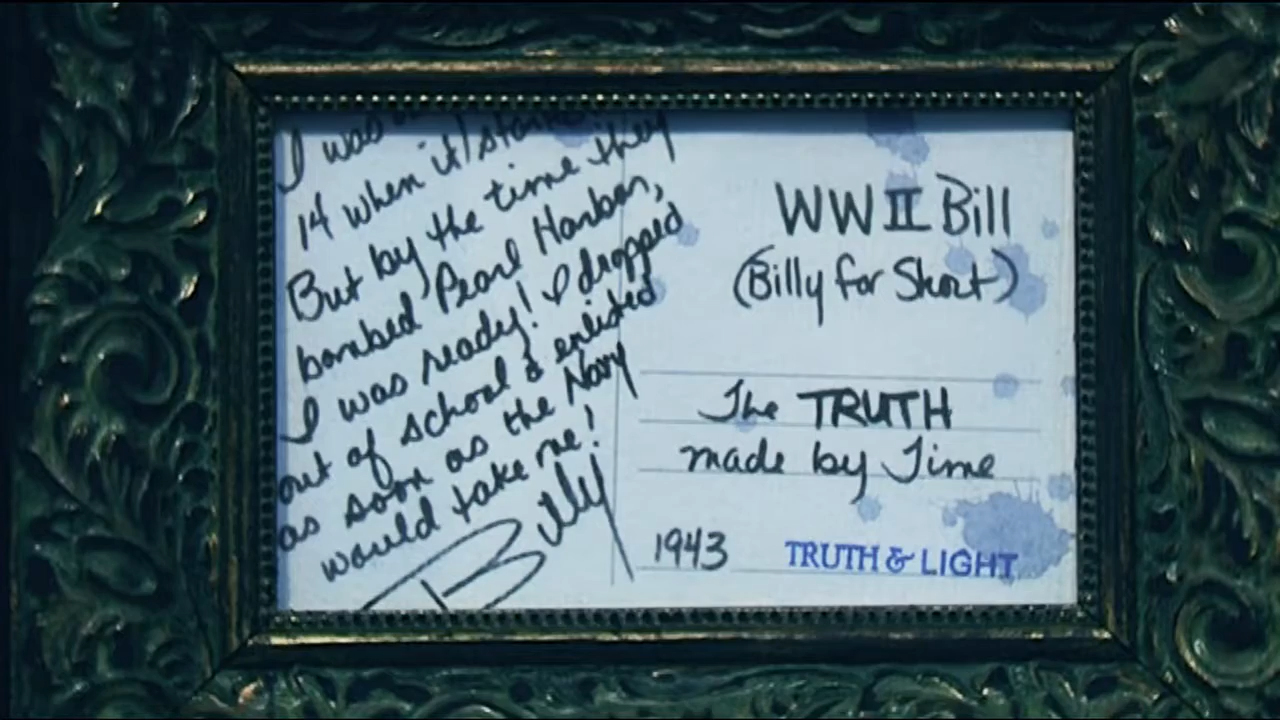 I was
14 when it started
But by the time they
bombed Pearl Harbor,
I was ready! I dropped
out of school & enlisted
as soon as the Navy
would take me!
Billy
WWII Bill
(Billy for Short)
The TRUTH
made by Time
1943
TRUTH & LIGHT